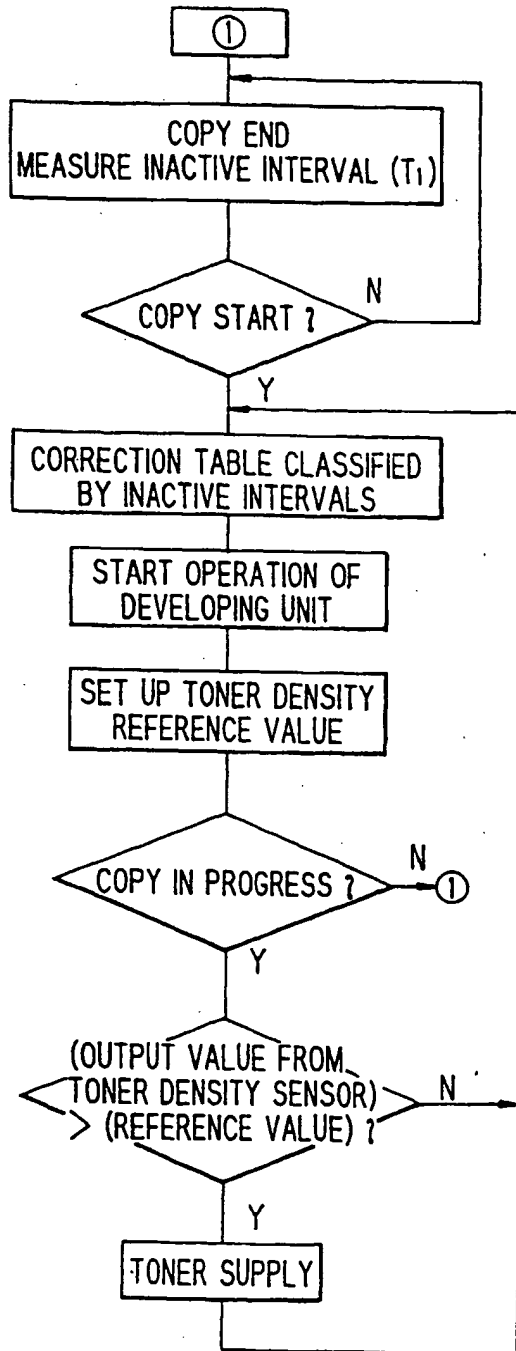 ①
COPY END
MEASURE INACTIVE INTERVAL (T1)
COPY START ?
N
Y
CORRECTION TABLE CLASSIFIED
BY INACTIVE INTERVALS
START OPERATION OF
DEVELOPING UNIT
SET UP TONER DENSITY
REFERENCE VALUE
COPY IN PROGRESS ?
N
①
Y
(OUTPUT VALUE FROM
TONER DENSITY SENSOR)
> (REFERENCE VALUE) ?
N
Y
TONER SUPPLY